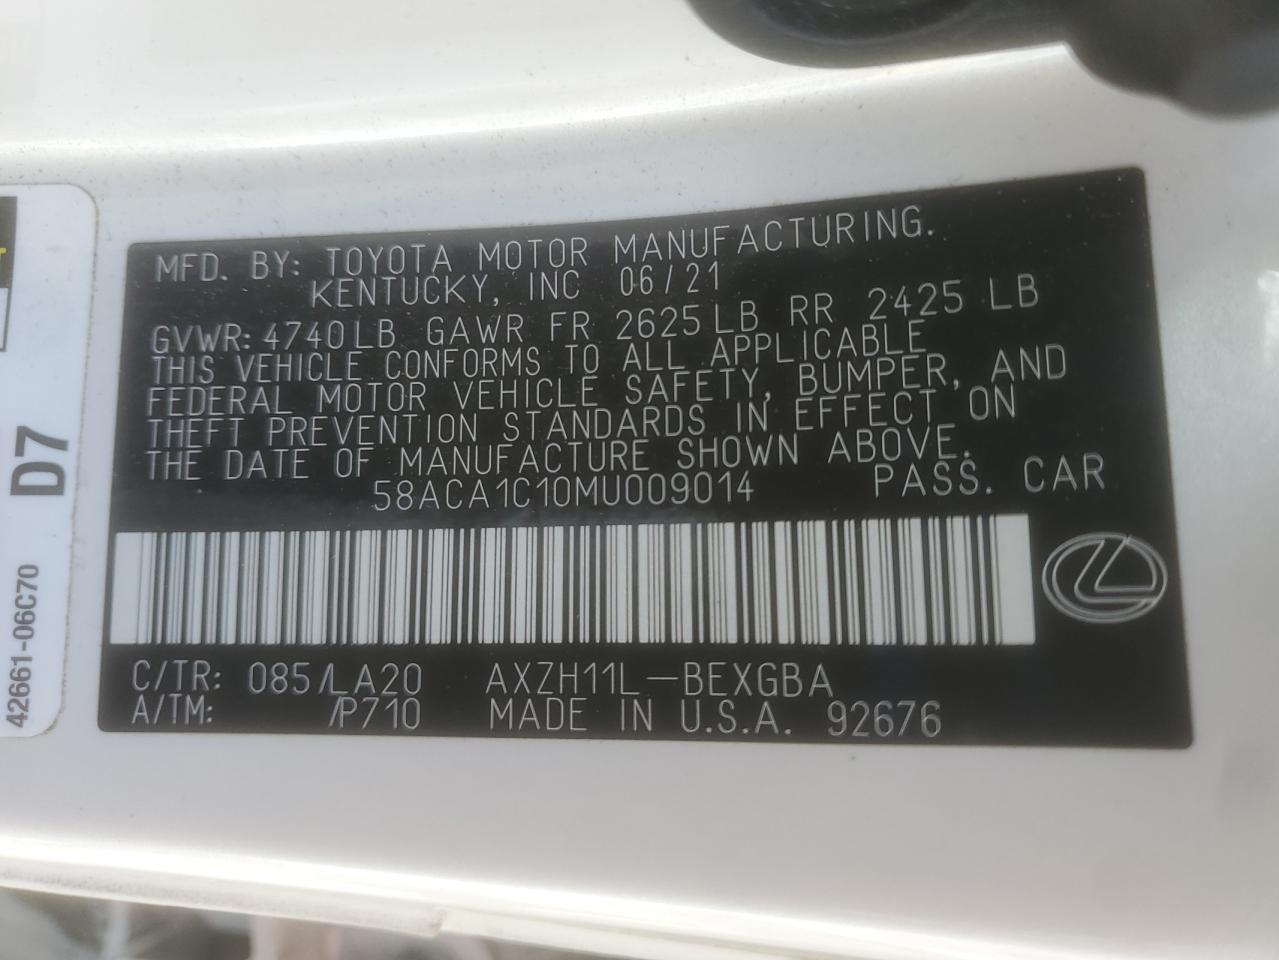 MFD. BY: TOYOTA MOTOR MANUFACTURING.
KENTUCKY, INC 06/21
GVWR: 4740LB GAWR FR 2625LB RR 2425 LB
THIS VEHICLE CONFORMS TO ALL APPLICABLE
FEDERAL MOTOR VEHICLE SAFETY, BUMPER, AND
THEFT PREVENTION STANDARDS IN EFFECT ON
THE DATE OF MANUFACTURE SHOWN ABOVE.
58ACA1C10MU009014 PASS. CAR
C/TR: 085/LA20 AXZH11L-BEXGBA
A/TM: /P710 MADE IN U.S.A. 92676
D7
42661-06C70